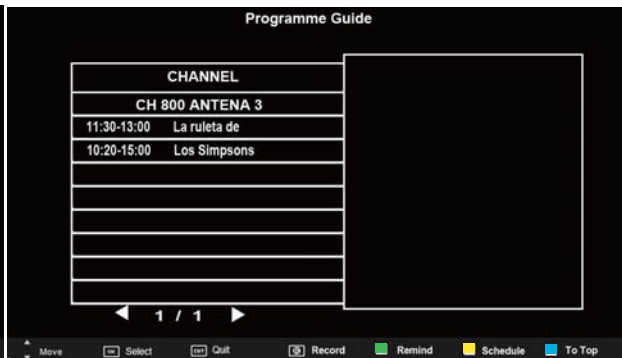 Programme Guide
CHANNEL
CH 800 ANTENA 3
11:30-13:00 La ruleta de
10:20-15:00 Los Simpsons
1 / 1
Move OK Select EXIT Quit Record Remind Schedule To Top